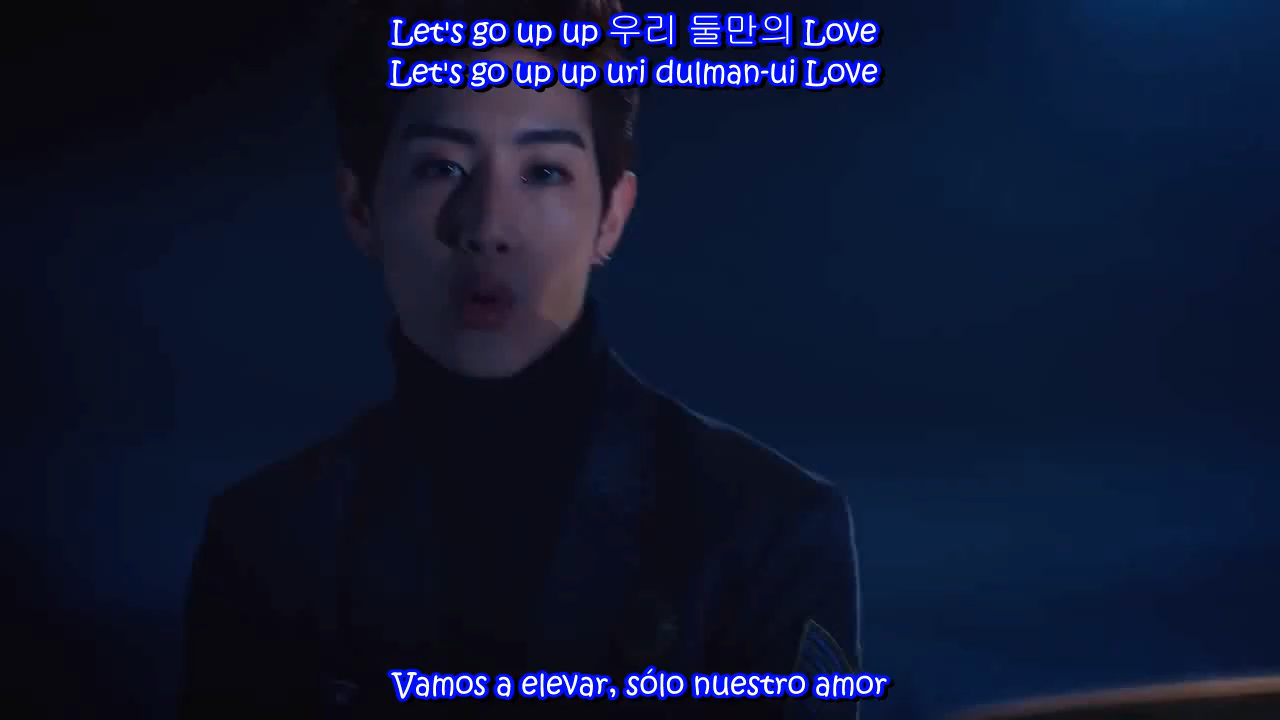 Let's go up up 우리 둘만의 Love
Let's go up up uri dulman-ui Love
Vamos a elevar, sólo nuestro amor